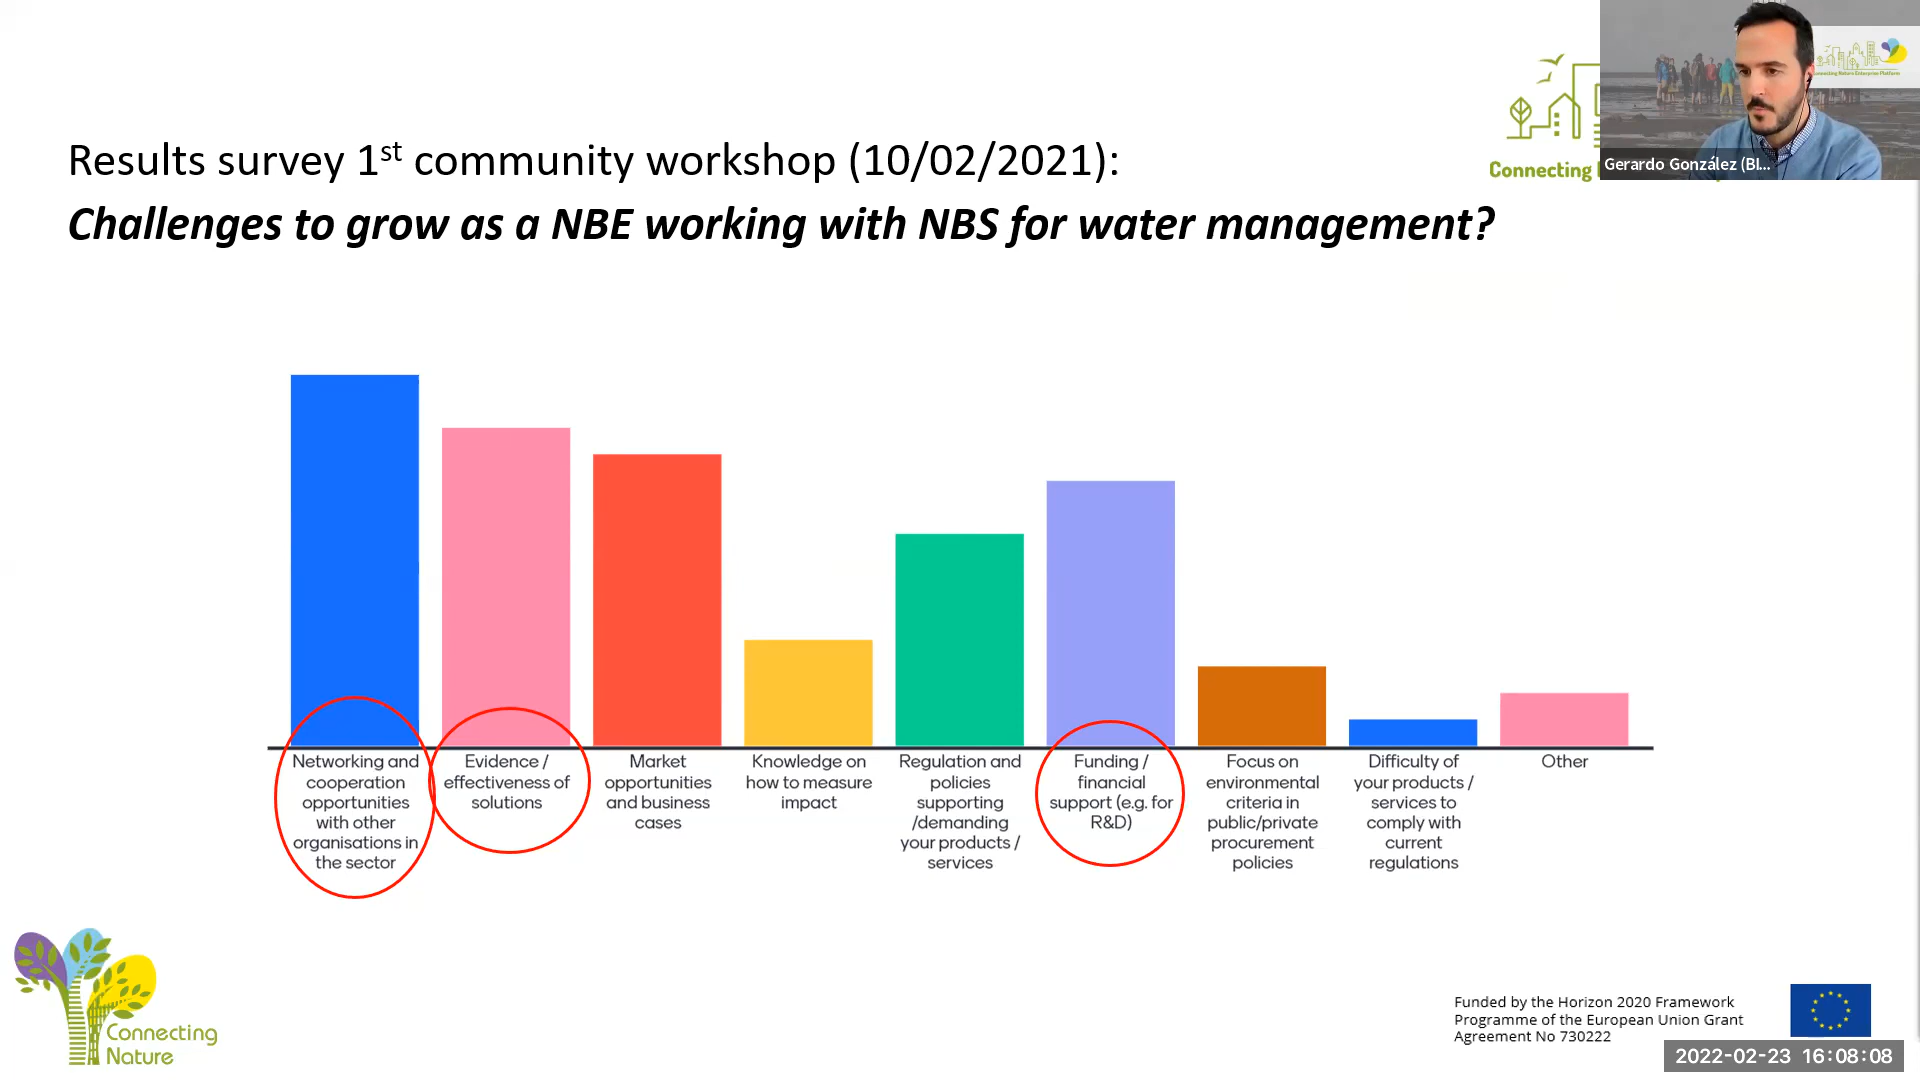 Results survey 1st community workshop (10/02/2021):
Challenges to grow as a NBE working with NBS for water management?
Connecting
Gerardo González (BI...
Connecting Nature Enterprise Platform
Networking and
cooperation
opportunities
with other
organisations in
the sector
Evidence /
effectiveness of
solutions
Market
opportunities
and business
cases
Knowledge on
how to measure
impact
Regulation and
policies
supporting
/demanding
your products /
services
Funding /
financial
support (e.g. for
R&D)
Focus on
environmental
criteria in
public/private
procurement
policies
Difficulty of
your products /
services to
comply with
current
regulations
Other
Connecting
Nature
Funded by the Horizon 2020 Framework
Programme of the European Union Grant
Agreement No 730222
2022-02-23 16:08:08